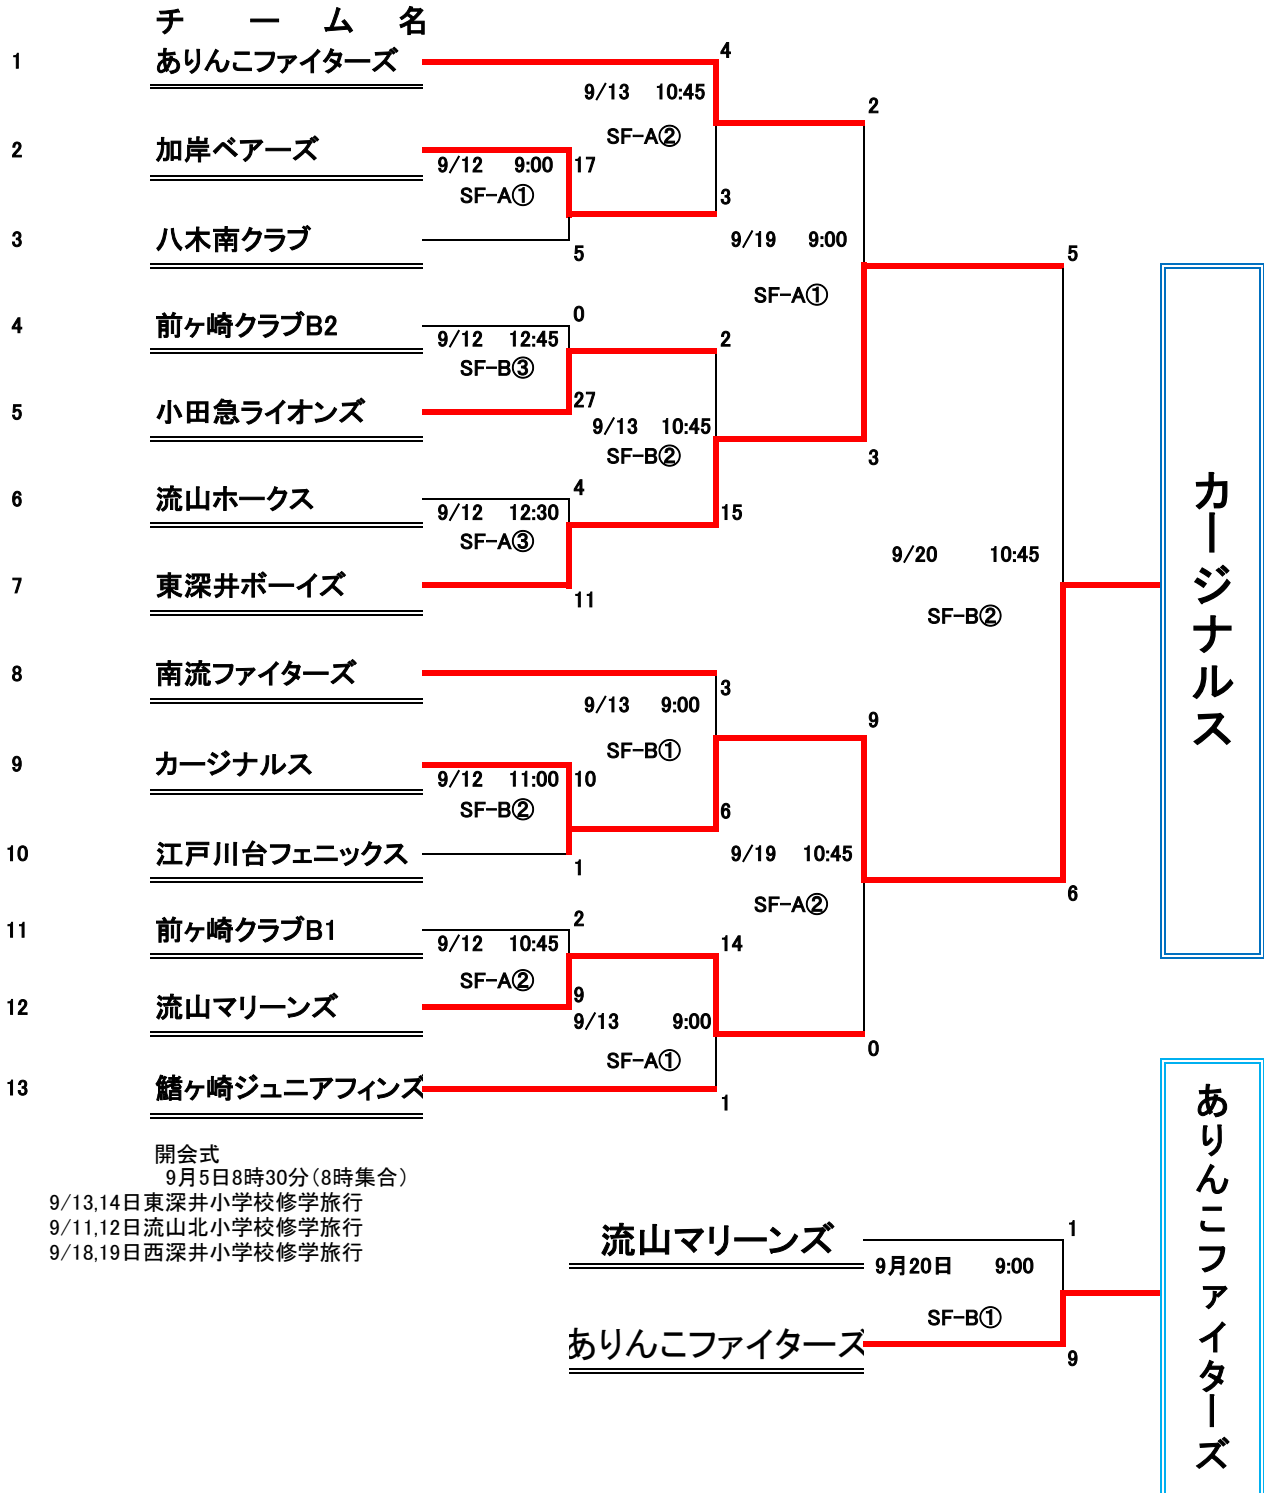 チ ー ム 名
1 ありんこファイターズ
4
9/13 10:45
SF-A②
2
2 加岸ベアーズ
9/12 9:00
17
SF-A①
3
3 八木南クラブ
5
9/19 9:00
SF-A①
5
4 前ヶ崎クラブB2
0
9/12 12:45
SF-B③
2
5 小田急ライオンズ
27
9/13 10:45
SF-B②
3
6 流山ホークス
4
9/12 12:30
SF-A③
15
7 東深井ボーイズ
11
9/20 10:45
SF-B②
カージナルス
8 南流ファイターズ
3
9/13 9:00
SF-B①
9
9 カージナルス
9/12 11:00
10
SF-B②
6
10 江戸川台フェニックス
1
9/19 10:45
SF-A②
6
11 前ヶ崎クラブB1
2
9/12 10:45
SF-A②
14
12 流山マリーンズ
9
9/13 9:00
SF-A①
0
13 鰭ヶ崎ジュニアフィンズ
1
開会式
9月5日8時30分(8時集合)
9/13,14日東深井小学校修学旅行
9/11,12日流山北小学校修学旅行
9/18,19日西深井小学校修学旅行
流山マリーンズ
1
9月20日 9:00
SF-B①
ありんこファイターズ
9
ありんこファイターズ